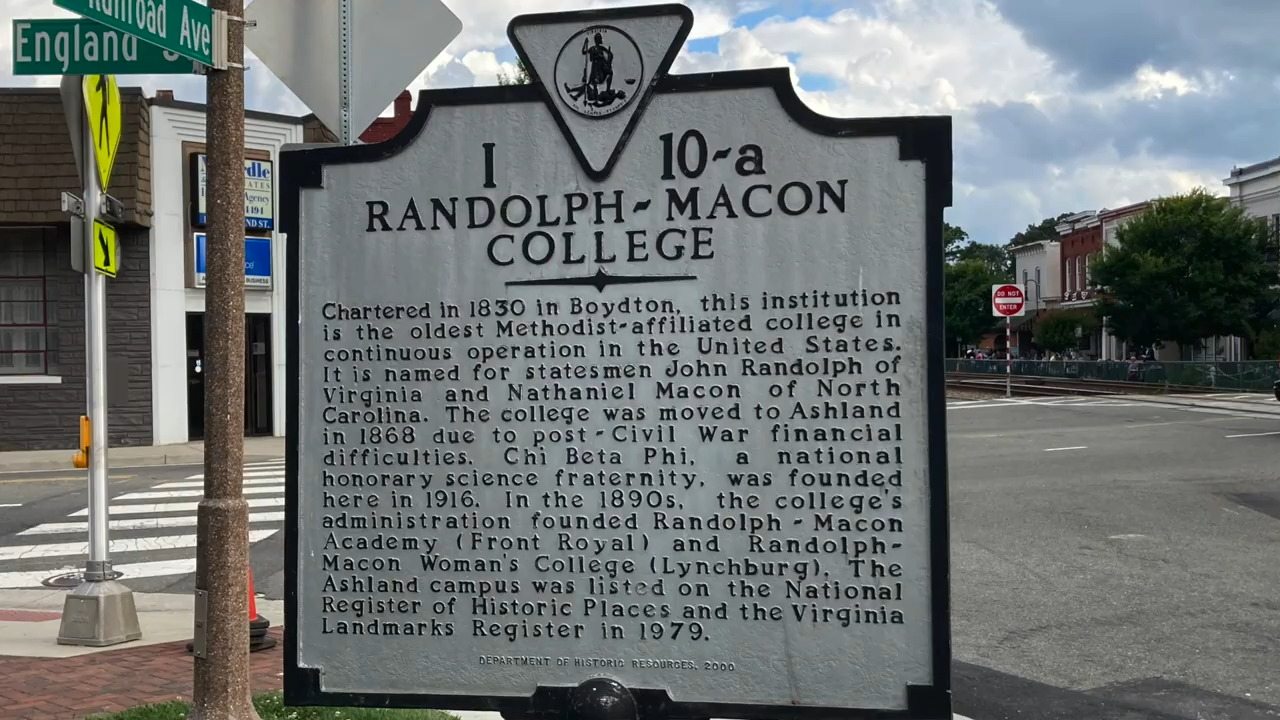 Railroad Ave
England
I 10-a
RANDOLPH-MACON
COLLEGE
Chartered in 1830 in Boydton, this institution
is the oldest Methodist-affiliated college in
continuous operation in the United States.
It is named for statesmen John Randolph of
Virginia and Nathaniel Macon of North
Carolina. The college was moved to Ashland
in 1868 due to post-Civil War financial
difficulties. Chi Beta Phi, a national
honorary science fraternity, was founded
here in 1916. In the 1890s, the college's
administration founded Randolph-Macon
Academy (Front Royal) and Randolph-
Macon Woman's College (Lynchburg). The
Ashland campus was listed on the National
Register of Historic Places and the Virginia
Landmarks Register in 1979.
DEPARTMENT OF HISTORIC RESOURCES, 2000
DO NOT
ENTER